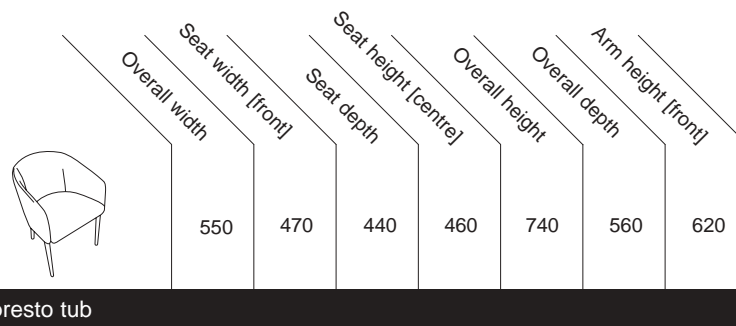 Overall width
Seat width [front]
Seat depth
Seat height [centre]
Overall height
Overall depth
Arm height [front]
550 470 440 460 740 560 620
presto tub